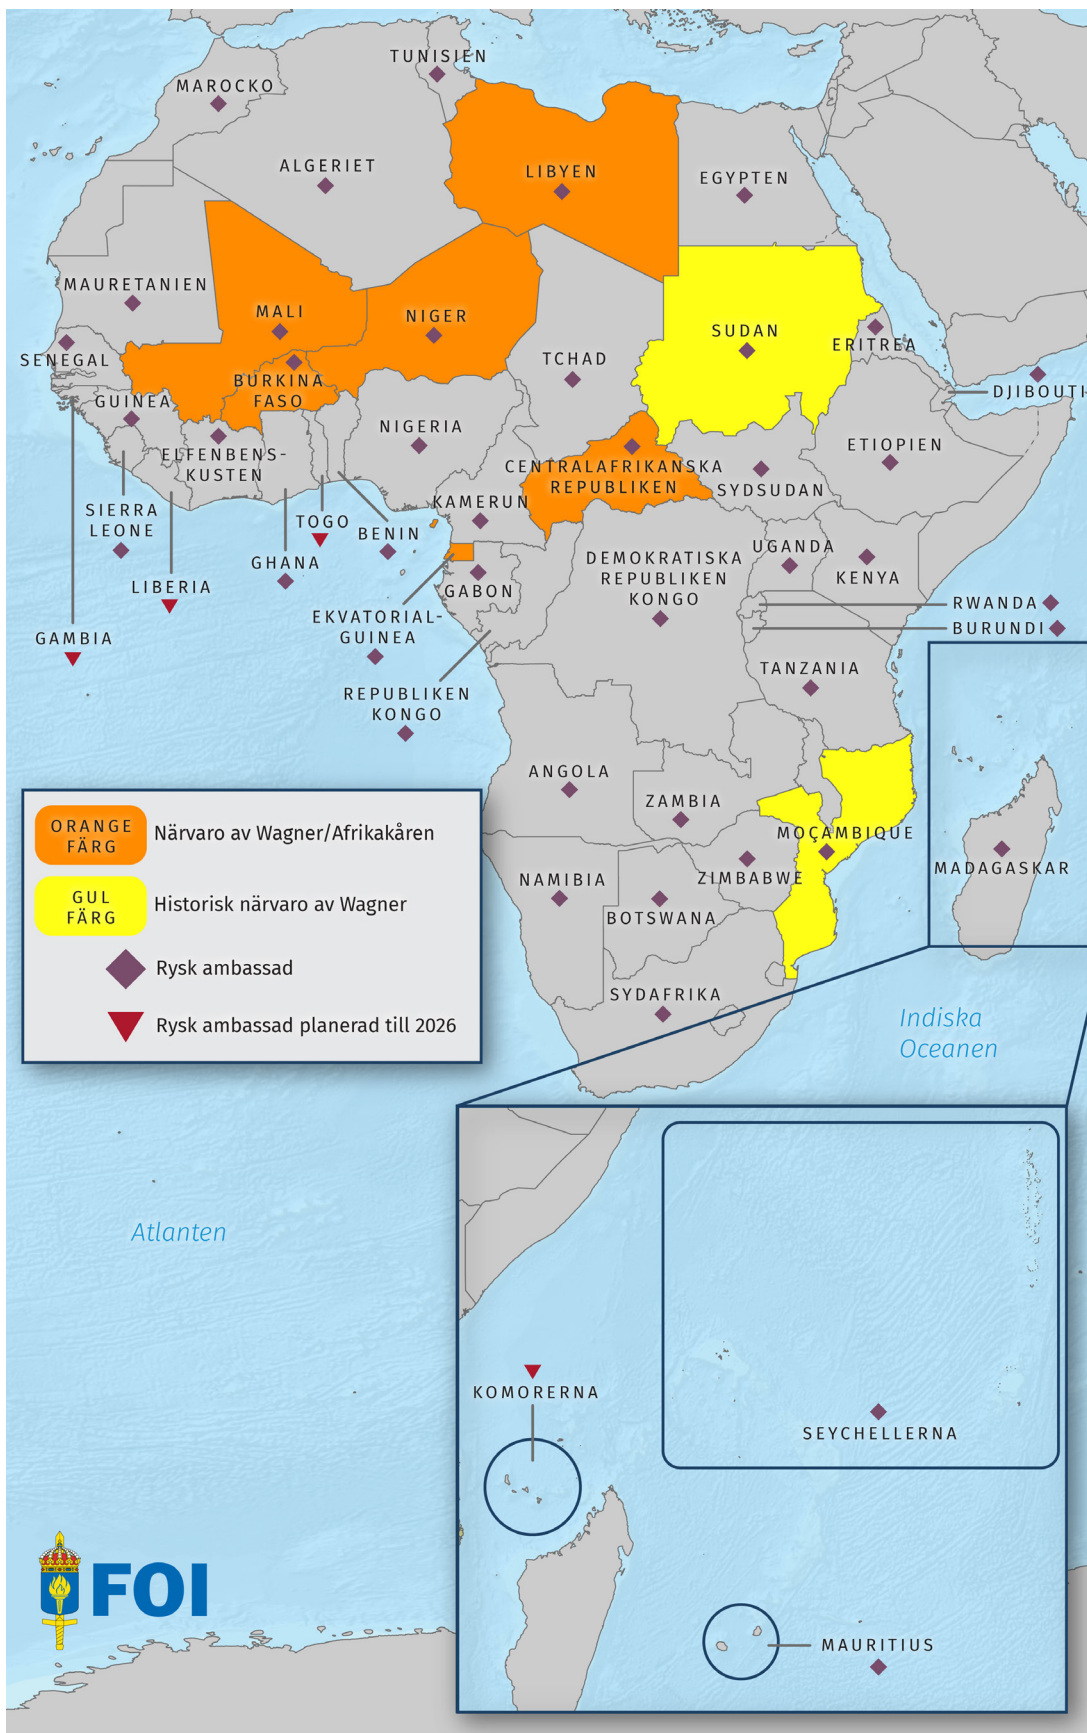 TUNISIEN
MAROCKO
ALGERIET
LIBYEN
EGYPTEN
MAURETANIEN
MALI
NIGER
SUDAN
ERITREA
SENEGAL
TCHAD
BURKINA
FASO
DJIBOUTI
GUINEA
NIGERIA
ETIOPIEN
ELFENBENS-
KUSTEN
CENTRALAFRIKANSKA
REPUBLIKEN
SYDSUDAN
SIERRA
LEONE
KAMERUN
TOGO
BENIN
GHANA
UGANDA
DEMOKRATISKA
REPUBLIKEN
KONGO
KENYA
LIBERIA
GABON
RWANDA
EKVATORIAL-
GUINEA
BURUNDI
GAMBIA
TANZANIA
REPUBLIKEN
KONGO
ANGOLA
ZAMBIA
MOÇAMBIQUE
MADAGASKAR
NAMIBIA
ZIMBABWE
BOTSWANA
SYDAFRIKA
ORANGE
FÄRG
Närvaro av Wagner/Afrikakåren
GUL
FÄRG
Historisk närvaro av Wagner
Rysk ambassad
Rysk ambassad planerad till 2026
Indiska
Oceanen
Atlanten
KOMORERNA
SEYCHELLERNA
MAURITIUS
FOI